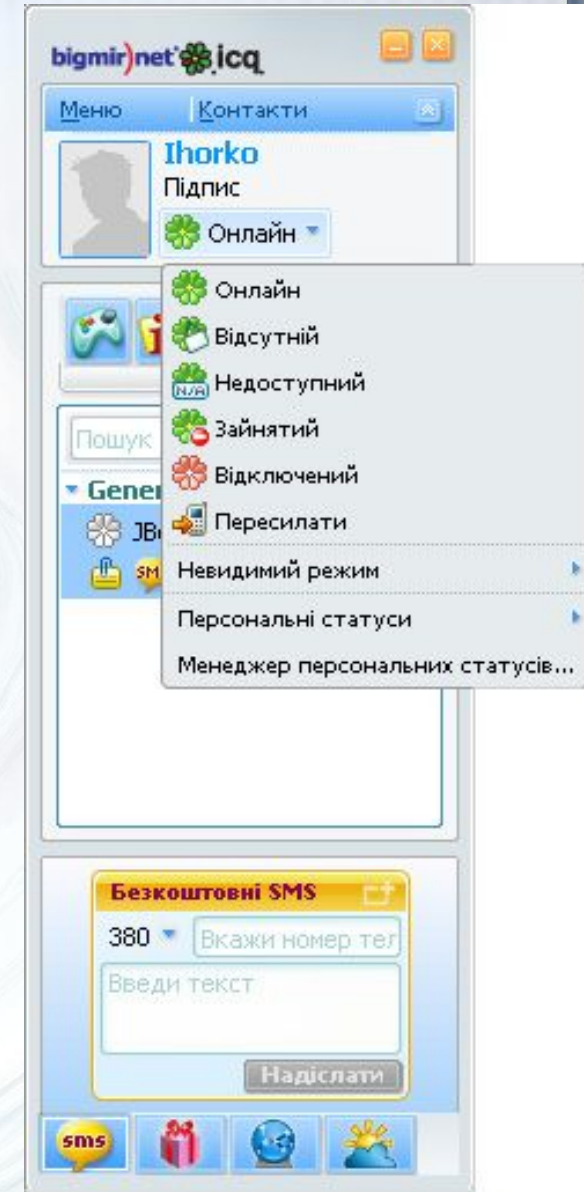 bigmir)net icq
Меню Контакти
Ihorko
Підпис
Онлайн
Онлайн
Відсутній
N/A Недоступний
Зайнятий
Відключений
Пересилати
Невидимий режим
Персональні статуси
Менеджер персональних статусів...
Пошук
Безкоштовні SMS
380 Вкажи номер тел
Введи текст
Надіслати
sms